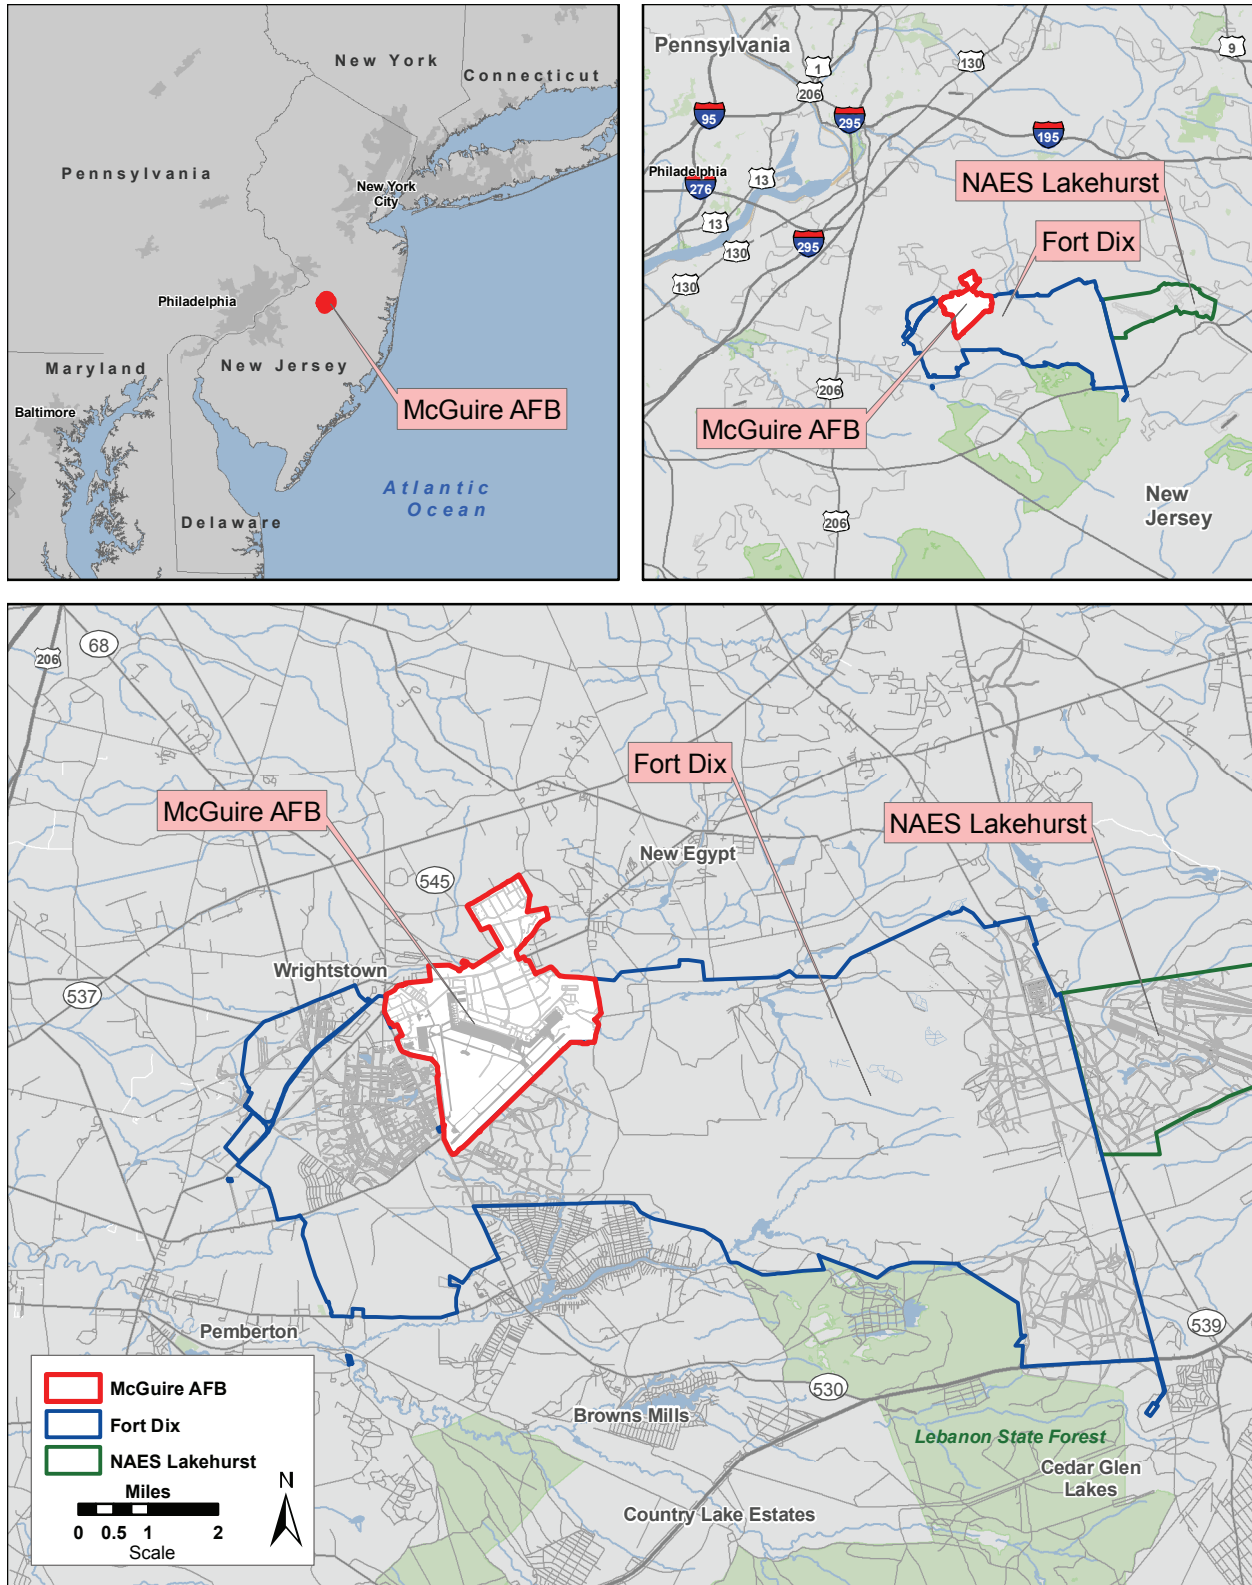 New York
Connecticut
Pennsylvania
New York
City
Philadelphia
Maryland
New Jersey
McGuire AFB
Baltimore
Atlantic
Ocean
Delaware
Pennsylvania
1
130
9
206
95
295
195
Philadelphia
276
13
NAES Lakehurst
13
130
295
Fort Dix
130
206
McGuire AFB
New
Jersey
206
68
206
Fort Dix
McGuire AFB
NAES Lakehurst
New Egypt
545
Wrightstown
537
Pemberton
539
530
Browns Mills
Lebanon State Forest
Cedar Glen
Lakes
Country Lake Estates
McGuire AFB
Fort Dix
NAES Lakehurst
Miles
N
0 0.5 1 2
Scale